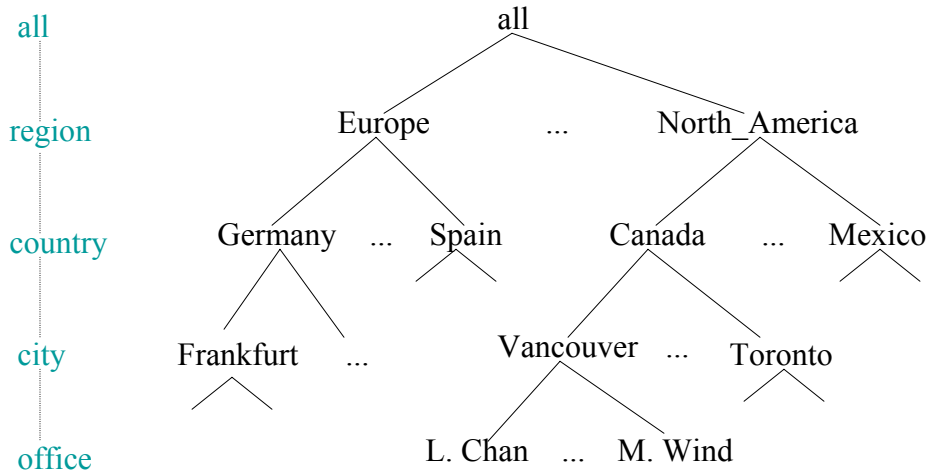 all all
region Europe ... North_America
country Germany ... Spain Canada ... Mexico
city Frankfurt ... Vancouver ... Toronto
office L. Chan ... M. Wind